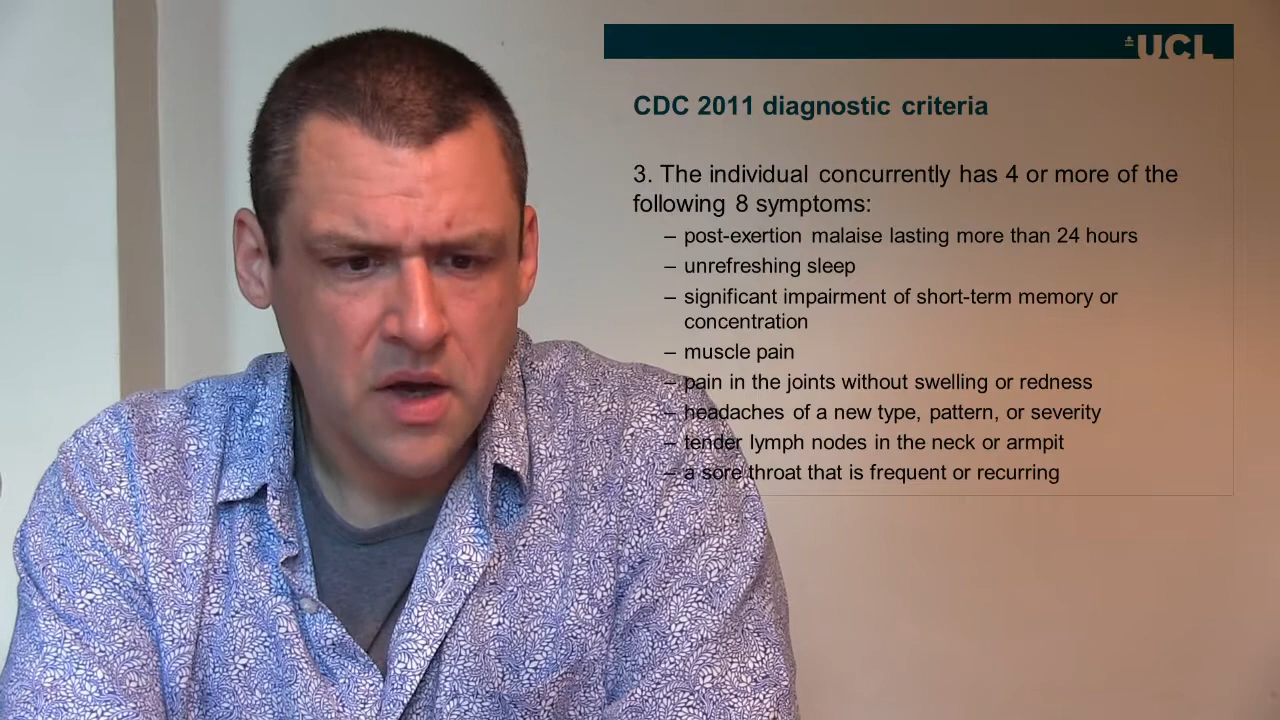 UCL
CDC 2011 diagnostic criteria
3. The individual concurrently has 4 or more of the
following 8 symptoms:
– post-exertion malaise lasting more than 24 hours
– unrefreshing sleep
– significant impairment of short-term memory or
concentration
– muscle pain
– pain in the joints without swelling or redness
– headaches of a new type, pattern, or severity
– tender lymph nodes in the neck or armpit
– a sore throat that is frequent or recurring